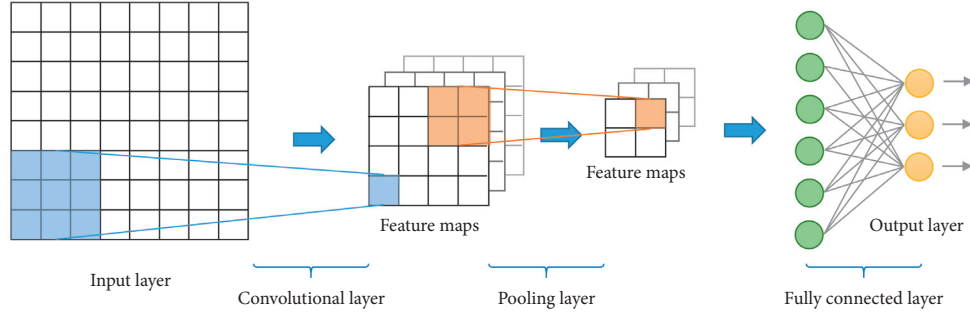 Feature maps
Feature maps
Output layer
Input layer
Convolutional layer
Pooling layer
Fully connected layer